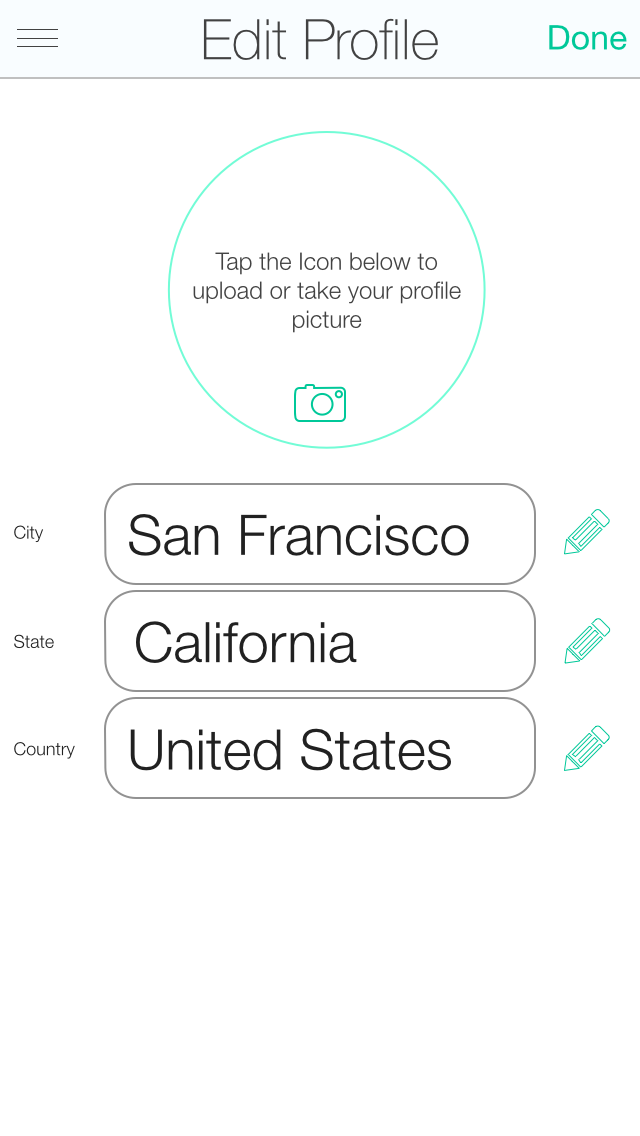 Edit Profile
Done
Tap the Icon below to
upload or take your profile
picture
City
San Francisco
State
California
Country
United States